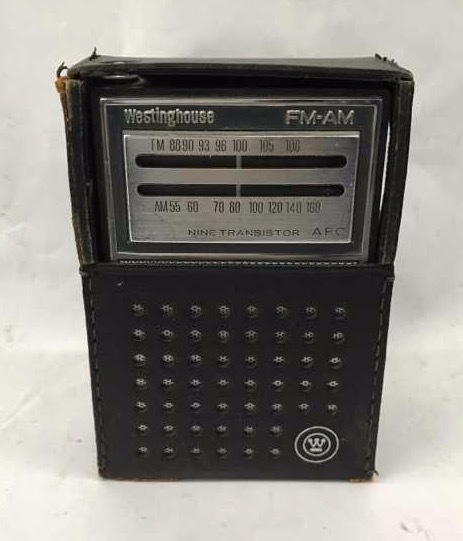 Westinghouse FM-AM
FM 88 90 93 96 100 105 108
AM 55 60 70 80 100 120 140 160
NINE TRANSISTOR AFC
W